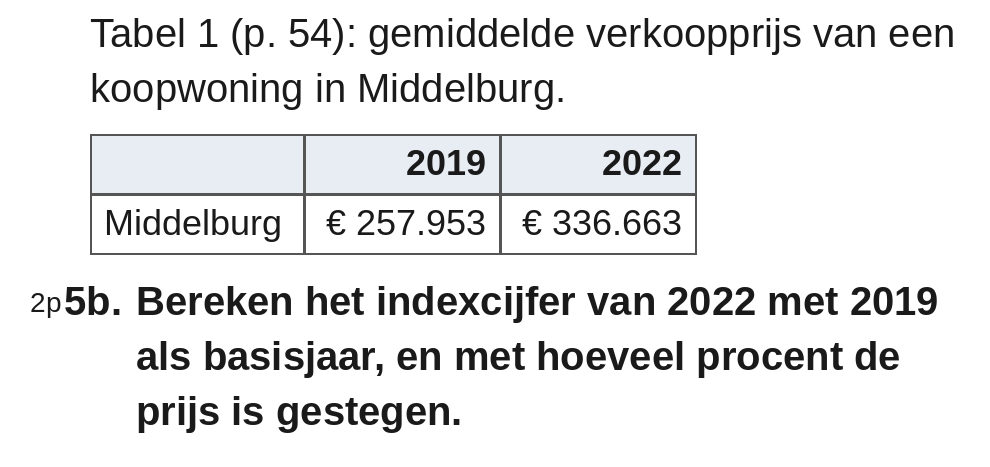 Tabel 1 (p. 54): gemiddelde verkoopprijs van een
koopwoning in Middelburg.
2019 2022
Middelburg € 257.953 € 336.663
2p 5b. Bereken het indexcijfer van 2022 met 2019
als basisjaar, en met hoeveel procent de
prijs is gestegen.